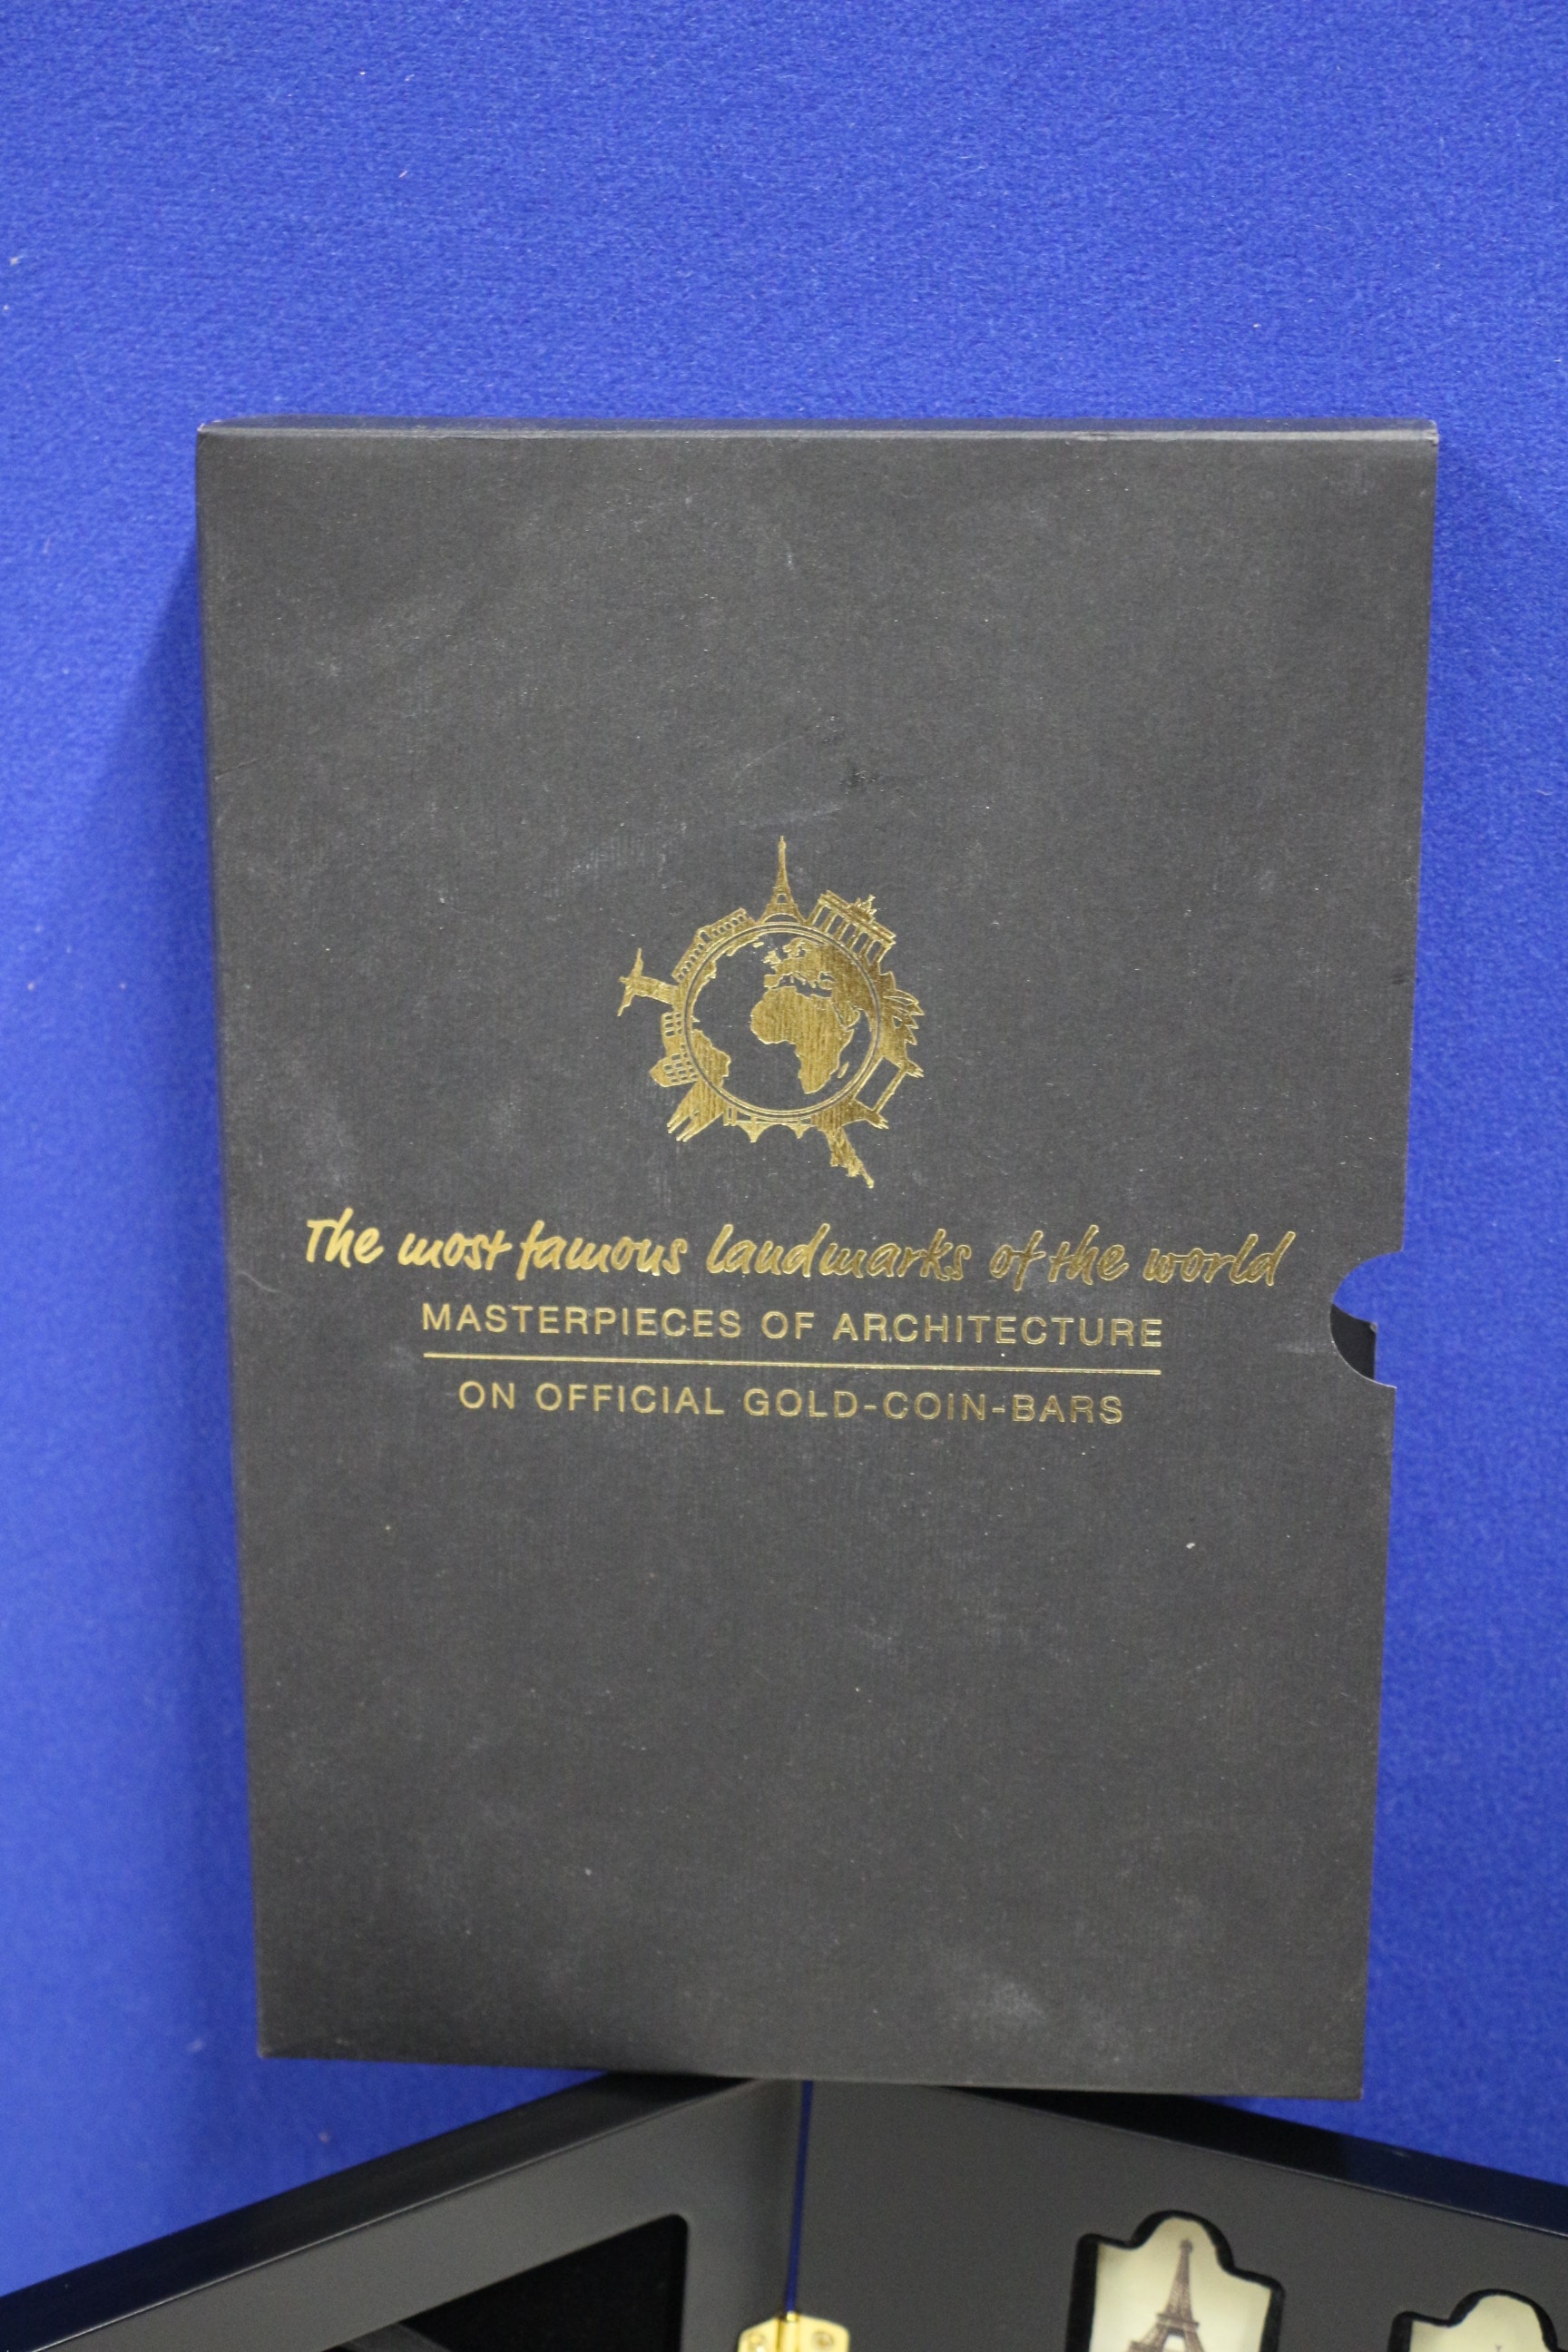 The most famous landmarks of the world
MASTERPIECES OF ARCHITECTURE
ON OFFICIAL GOLD-COIN-BARS